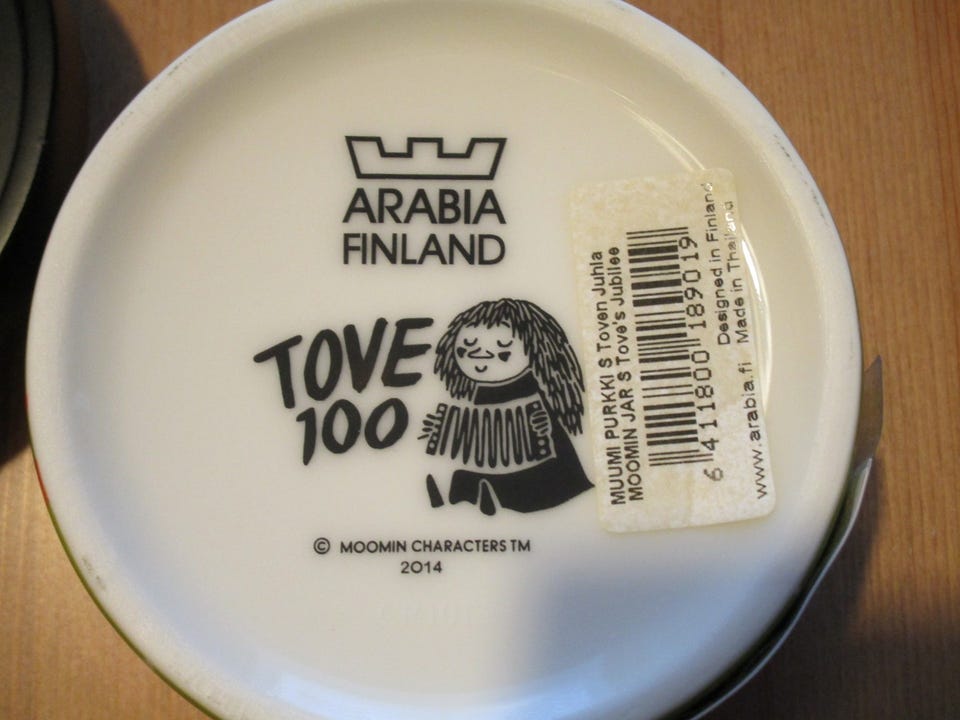 ARABIA
FINLAND
TOVE
100
© MOOMIN CHARACTERS TM
2014
MUUMI PURKKI S Toven Juhla
MOOMIN JAR S Tove's Jubilee
6 411800 189019
Designed in Finland
www.arabia.fi Made in Thailand